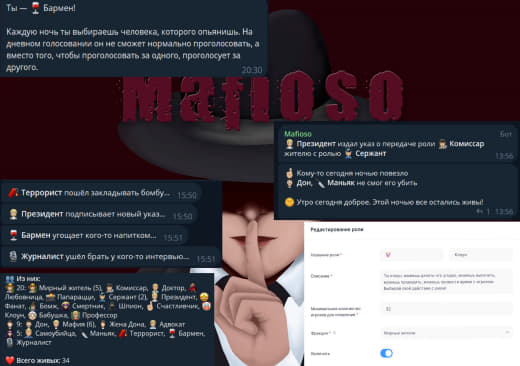 Ты — 🍷 Бармен!
Каждую ночь ты выбираешь человека, которого опьянишь. На
дневном голосовании он не сможет нормально проголосовать, а
вместо того, чтобы проголосовать за одного, проголосует за
другого.
20:30
Mafioso
Mafioso
Бот
Президент издал указ о передаче роли Комиссар
жителю с ролью Сержант
13:56
Кому-то сегодня ночью повезло
Дон, 🔪 Маньяк не смог его убить
Утро сегодня доброе. Этой ночью все остались живы!
1 13:56
🧨 Террорист пошёл закладывать бомбу...
15:50
Президент подписывает новый указ...
15:50
🍷 Бармен угощает кого-то напитком...
15:51
Журналист ушёл брать у кого-то интервью...
15:51
Из них:
20: Мирный житель (5), Комиссар, Доктор,
Любовница, Папарацци, Сержант (2), Президент,
Фанат, Бомж, Смертник, Шпион, Счастливчик,
Клоун, Бабушка, Профессор
9: Дон, Мафия (6), Жена Дона, Адвокат
5: Самоубийца, 🔪 Маньяк, 🧨 Террорист, 🍷 Бармен,
Журналист
Всего живых: 34
Редактирование роли
Название роли *
Клоун
Описание *
Минимальное количество
игроков для появления *
Функция *
Мирные жители
Включить